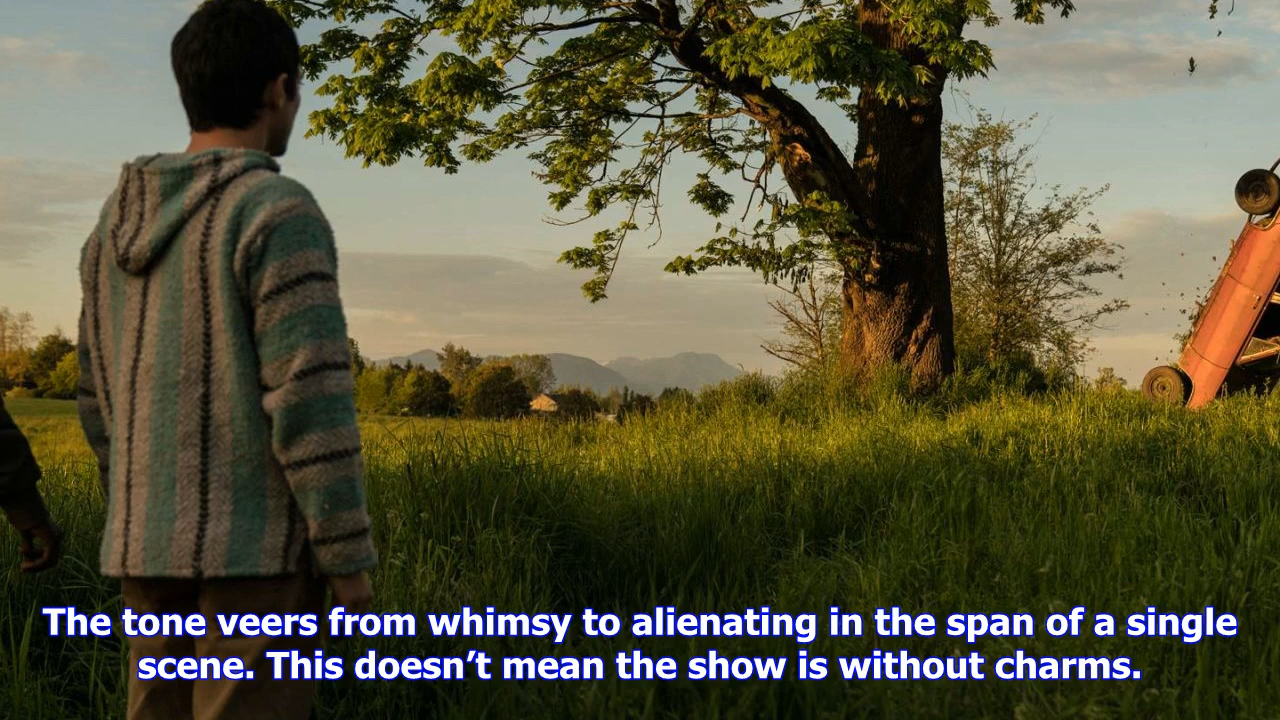 The tone veers from whimsy to alienating in the span of a single
scene. This doesn’t mean the show is without charms.